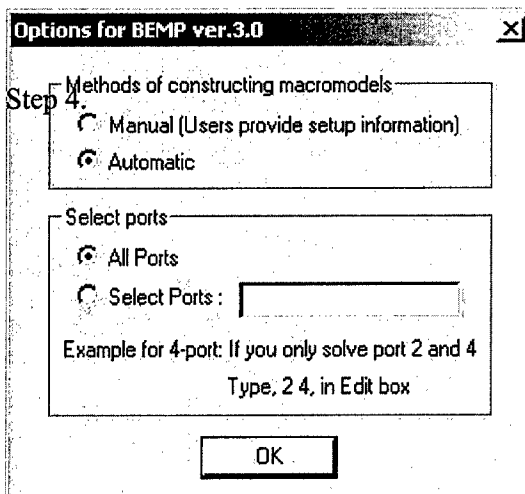 Options for BEMP ver.3.0
Methods of constructing macromodels
Step 4.
Manual (Users provide setup information)
Automatic
Select ports
All Ports
Select Ports :
Example for 4-port: If you only solve port 2 and 4
Type, 2 4, in Edit box
OK